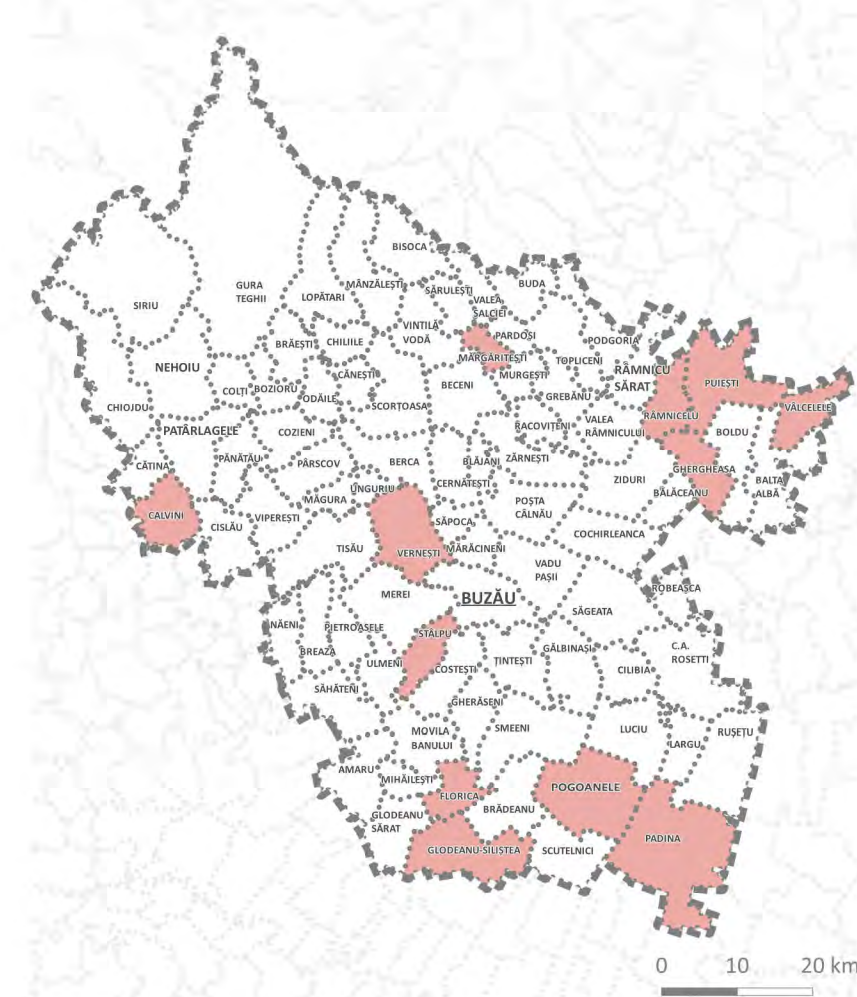 BISOCA
BUDA
GURA
TEGHII
MÂNZĂLEȘTI
SĂRULEȘTI
LOPĂTARI
VALEA
SALCIEI
SIRIU
VINTILĂ
VODĂ
PARDOȘI
PODGORIA
BRĂEȘTI
CHILIILE
MĂRGĂRITEȘTI
TOPLICENI
NEHOIU
RÂMNICU
SĂRAT
CĂNEȘTI
MURGEȘTI
PUIEȘTI
COLȚI
BOZIORU
BECENI
ODĂILE
GREBĂNU
CHIOJDU
SCORȚOASA
VÂLCELELE
RÂMNICELU
PATÂRLAGELE
COZIENI
RACOVIȚENI
VALEA
RÂMNICULUI
BOLDU
PĂNĂTĂU
PÂRSCOV
BERCA
BLĂJANI
ZĂRNEȘTI
CĂTINA
GHERGHEASA
UNGURIU
CERNĂTEȘTI
ZIDURI
BALTA
ALBĂ
MĂGURA
BĂLĂCEANU
POȘTA
CÂLNĂU
CALVINI
VIPEREȘTI
CISLĂU
SĂPOCA
COCHIRLEANCA
TISĂU
VERNEȘTI
MĂRĂCINENI
VADU
PAȘII
ROBEASCA
MEREI
BUZĂU
SĂGEATA
NĂENI
PIETROASELE
STÂLPU
BREAZA
GĂLBINAȘI
C.A.
ROSETTI
ULMENI
COSTEȘTI
ȚINTEȘTI
CILIBIA
SĂHĂTENI
GHERĂSENI
MOVILA
BANULUI
SMEENI
LUCIU
RUȘEȚU
LARGU
AMARU
MIHĂILEȘTI
POGOANELE
FLORICA
BRĂDEANU
GLODEANU
SĂRAT
PADINA
GLODEANU-SILIȘTEA
SCUTELNICI
0 10 20 km